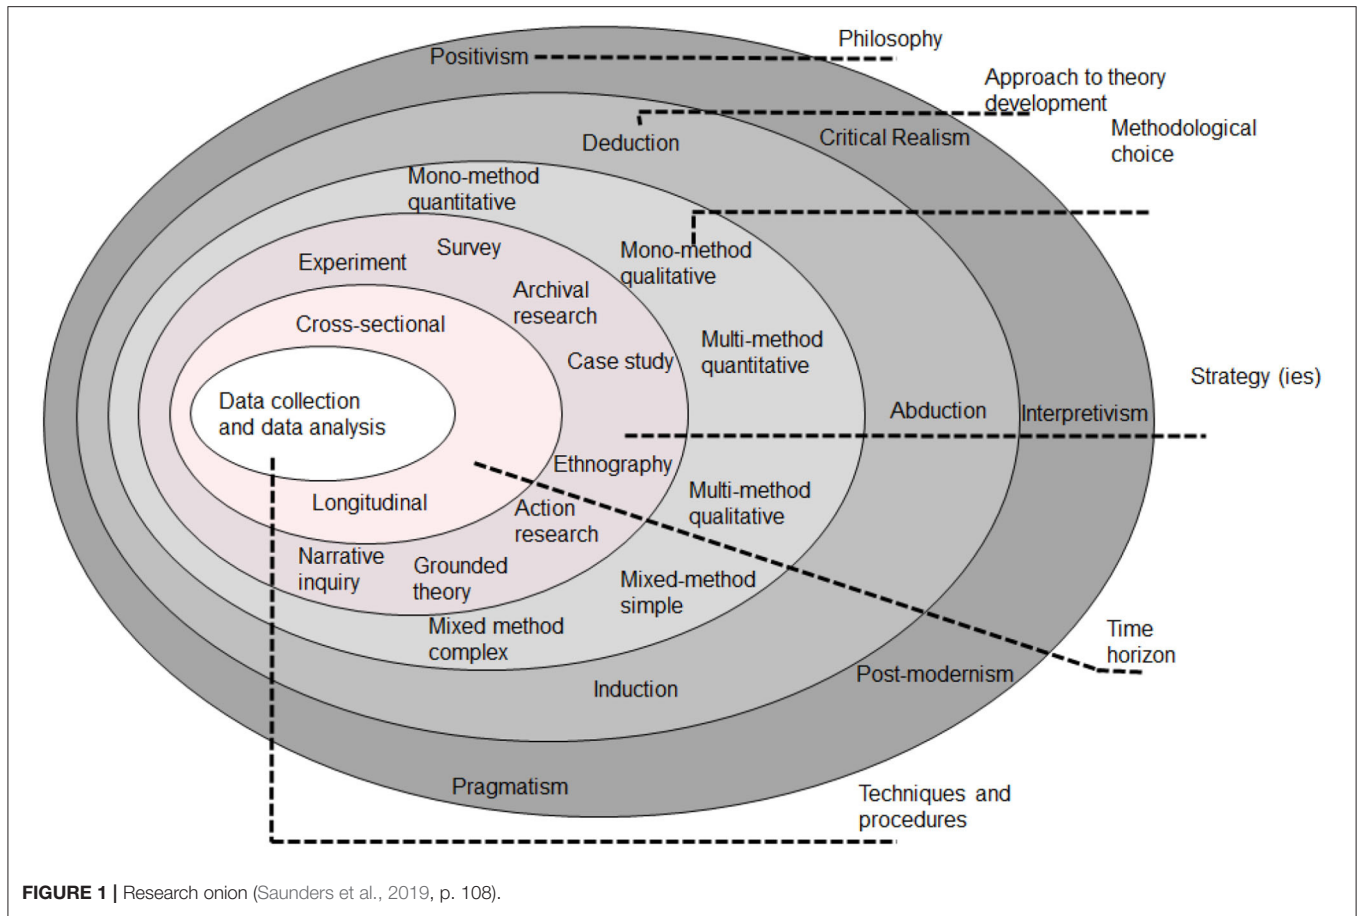 Philosophy
Positivism
Approach to theory
development
Methodological
choice
Critical Realism
Deduction
Mono-method
quantitative
Mono-method
qualitative
Survey
Experiment
Archival
research
Cross-sectional
Multi-method
quantitative
Case study
Strategy (ies)
Data collection
and data analysis
Abduction
Interpretivism
Ethnography
Multi-method
qualitative
Longitudinal
Action
research
Narrative
inquiry
Grounded
theory
Mixed-method
simple
Mixed method
complex
Time
horizon
Post-modernism
Induction
Pragmatism
Techniques and
procedures
FIGURE 1 | Research onion (Saunders et al., 2019, p. 108).